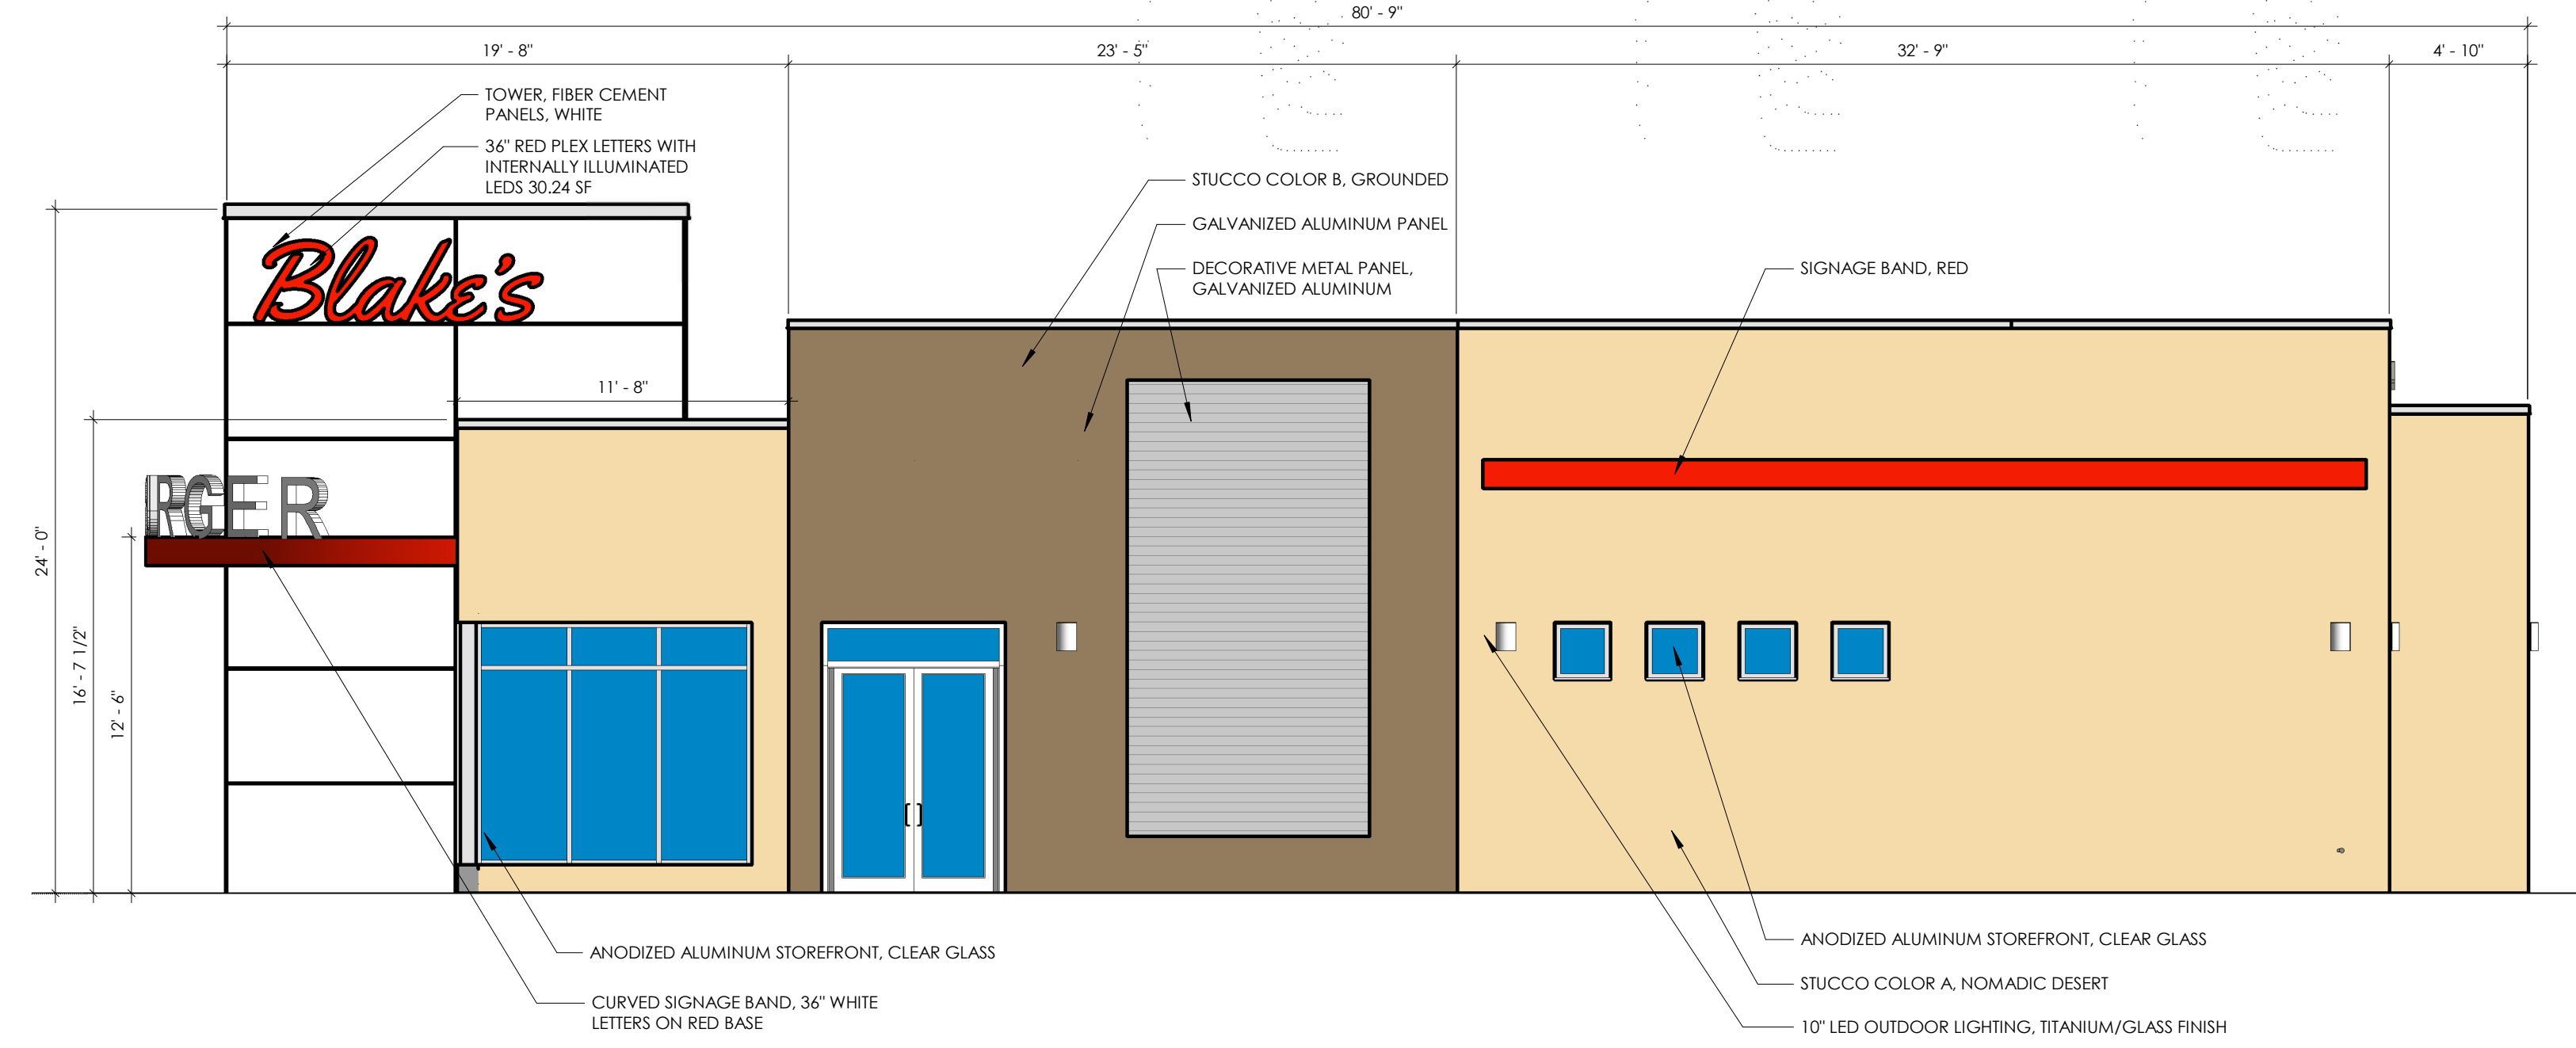 80' - 9"
19' - 8"
23' - 5"
32' - 9"
4' - 10"
TOWER, FIBER CEMENT
PANELS, WHITE
36" RED PLEX LETTERS WITH
INTERNALLY ILLUMINATED
LEDS 30.24 SF
STUCCO COLOR B, GROUNDED
GALVANIZED ALUMINUM PANEL
DECORATIVE METAL PANEL,
GALVANIZED ALUMINUM
SIGNAGE BAND, RED
Blake's
11' - 8"
RGER
24' - 0"
16' - 7 1/2"
12' - 6"
ANODIZED ALUMINUM STOREFRONT, CLEAR GLASS
CURVED SIGNAGE BAND, 36" WHITE
LETTERS ON RED BASE
ANODIZED ALUMINUM STOREFRONT, CLEAR GLASS
STUCCO COLOR A, NOMADIC DESERT
10" LED OUTDOOR LIGHTING, TITANIUM/GLASS FINISH